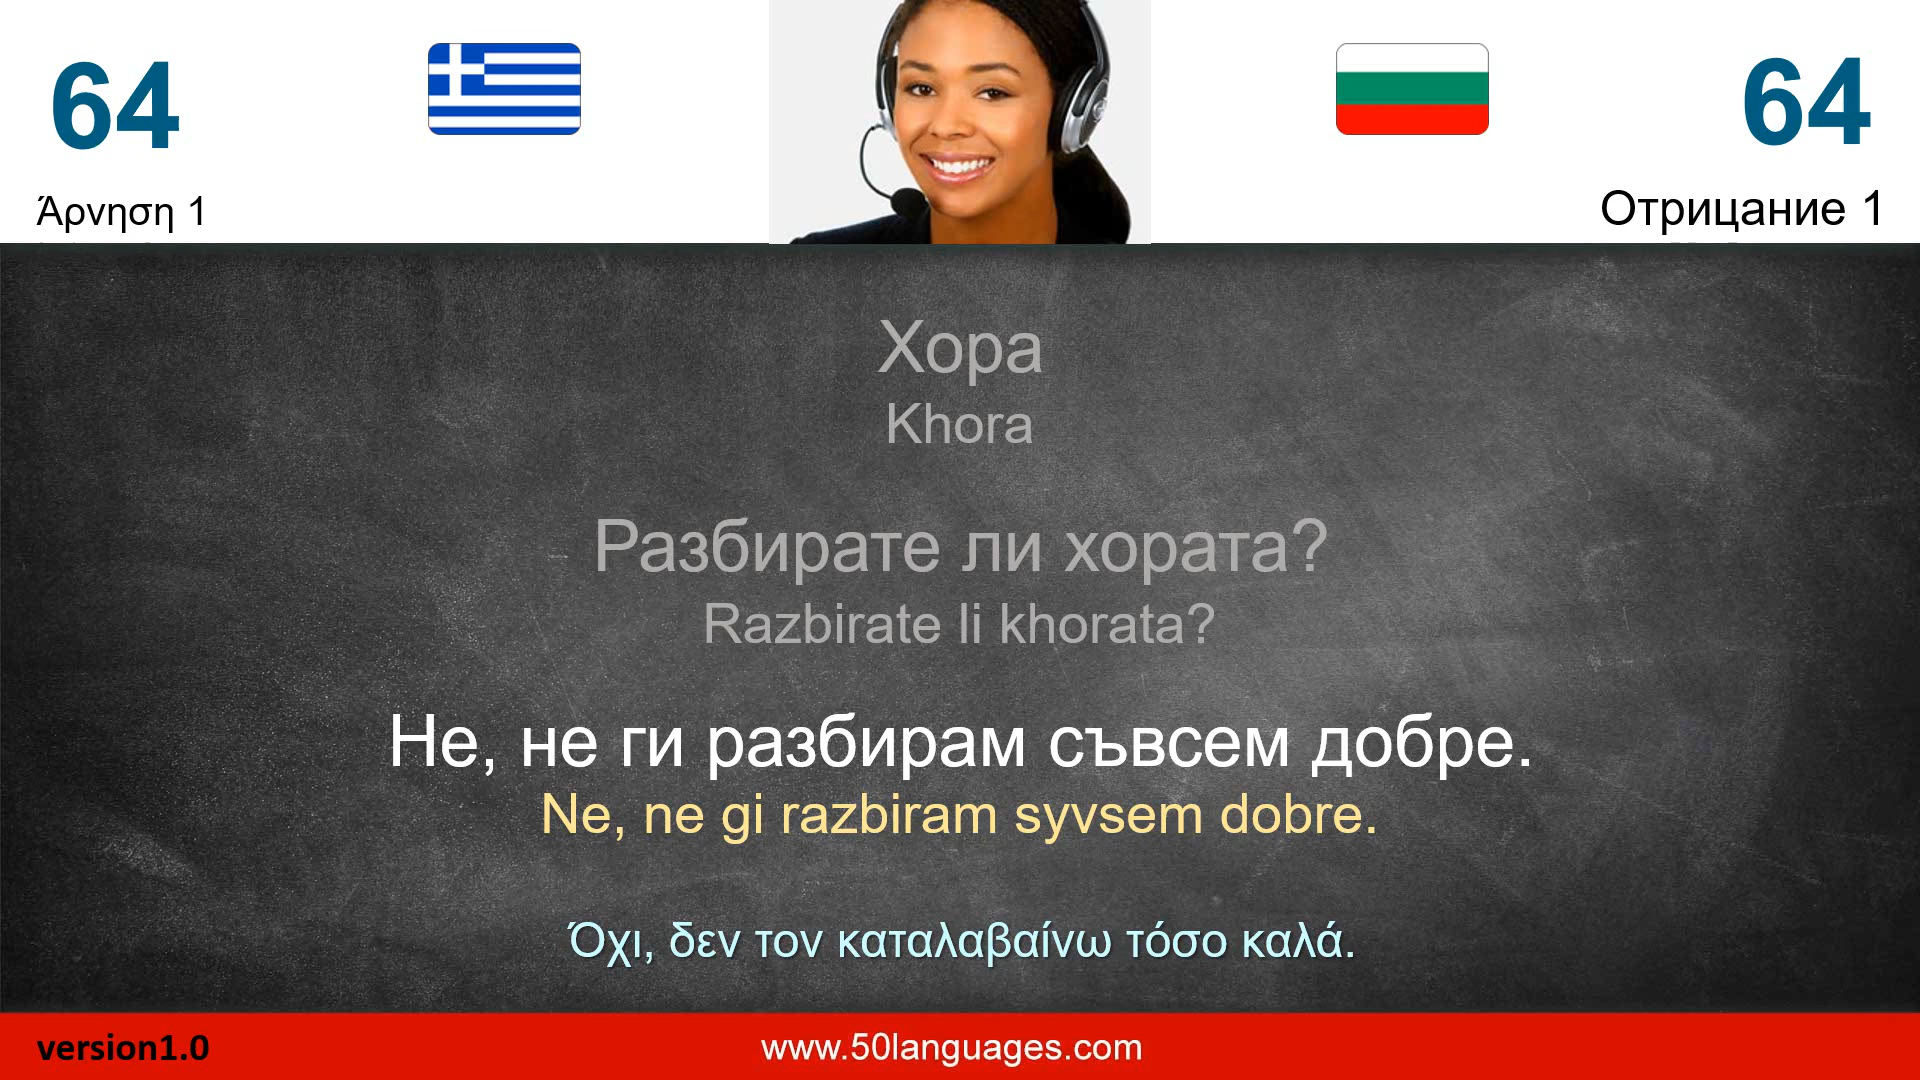 64
64
Άρνηση 1
Отрицание 1
Хора
Khora
Разбирате ли хората?
Razbirate li khorata?
Не, не ги разбирам съвсем добре.
Ne, ne gi razbiram syvsem dobre.
Όχι, δεν τον καταλαβαίνω τόσο καλά.
version1.0
www.50languages.com